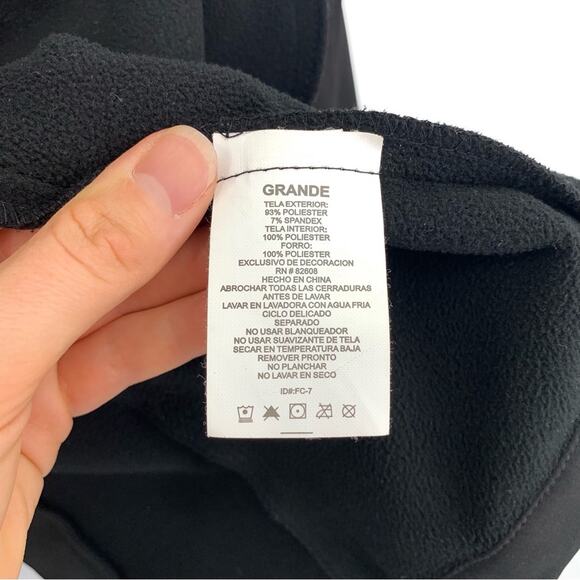 GRANDE
TELA EXTERIOR:
93% POLIESTER
7% SPANDEX
TELA INTERIOR:
100% POLIESTER
FORRO:
100% POLIESTER
EXCLUSIVO DE DECORACION
RN # 82608
HECHO EN CHINA
ABROCHAR TODAS LAS CERRADURAS
ANTES DE LAVAR
LAVAR EN LAVADORA CON AGUA FRIA
CICLO DELICADO
SEPARADO
NO USAR BLANQUEADOR
NO USAR SUAVIZANTE DE TELA
SECAR EN TEMPERATURA BAJA
REMOVER PRONTO
NO PLANCHAR
NO LAVAR EN SECO
ID#:FC-7